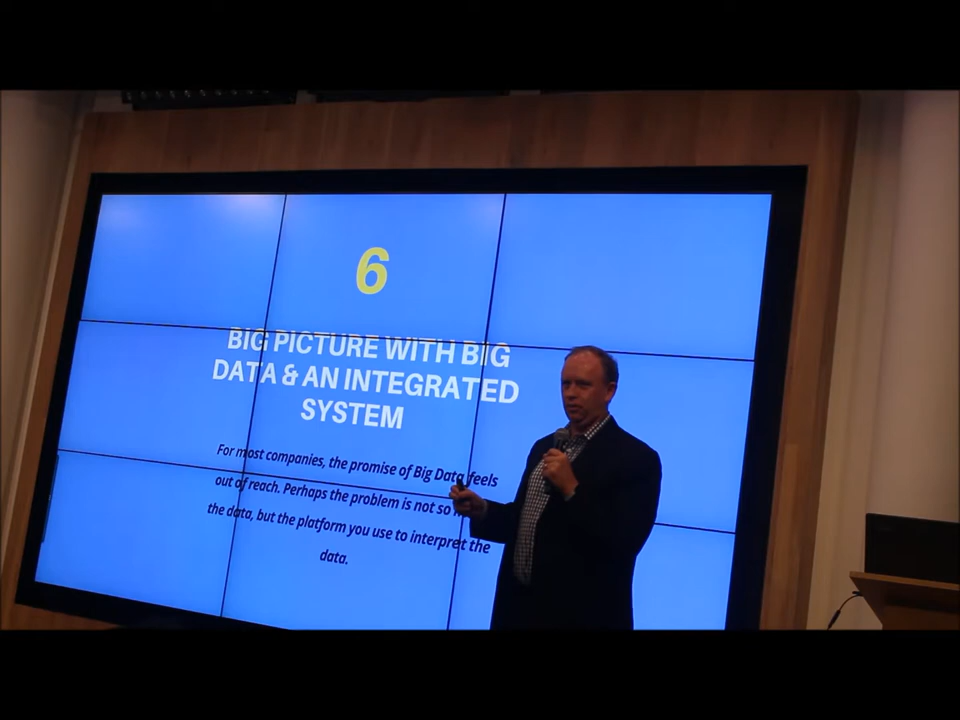 6
BIG PICTURE WITH BIG
DATA & AN INTEGRATED
SYSTEM
For most companies, the promise of Big Data feels
out of reach. Perhaps the problem is not so
the data, but the platform you use to interpret the
data.